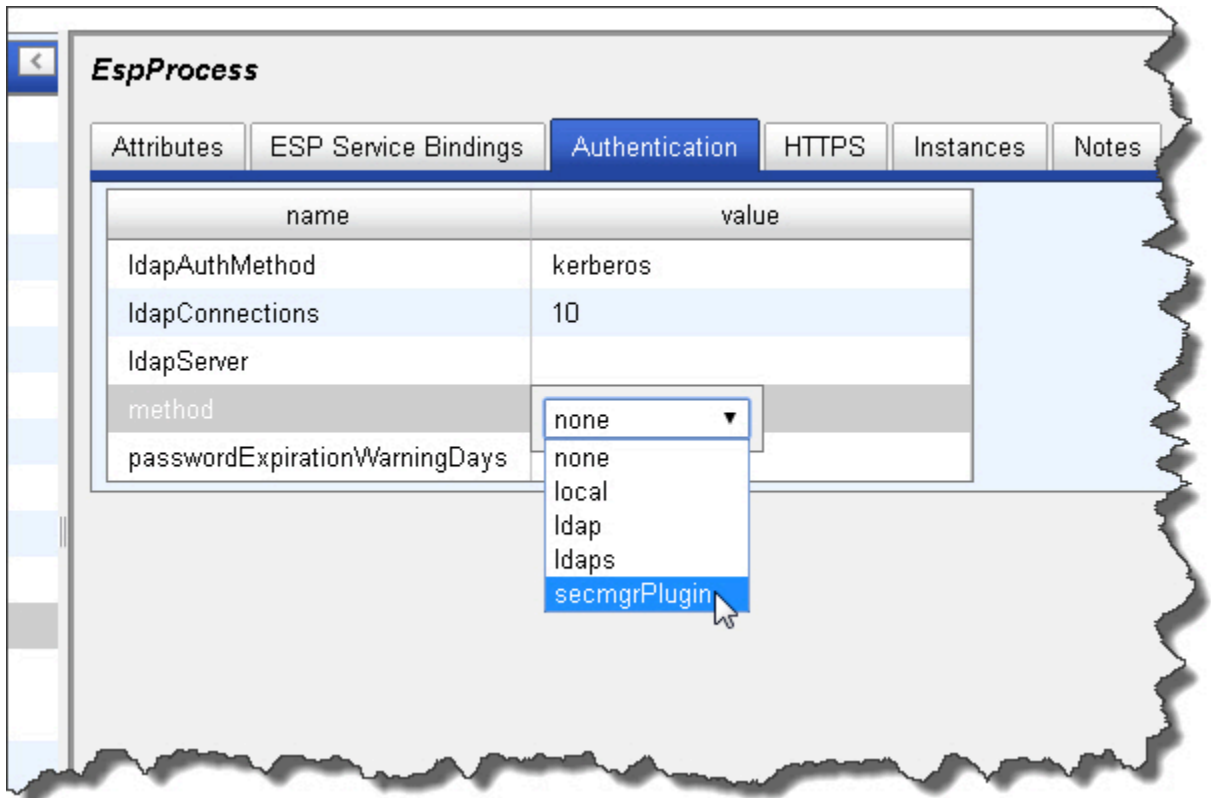 EspProcess
Attributes ESP Service Bindings Authentication HTTPS Instances Notes
name value
ldapAuthMethod kerberos
ldapConnections 10
ldapServer
method none
passwordExpirationWarningDays none
local
ldap
ldaps
secmgrPlugin